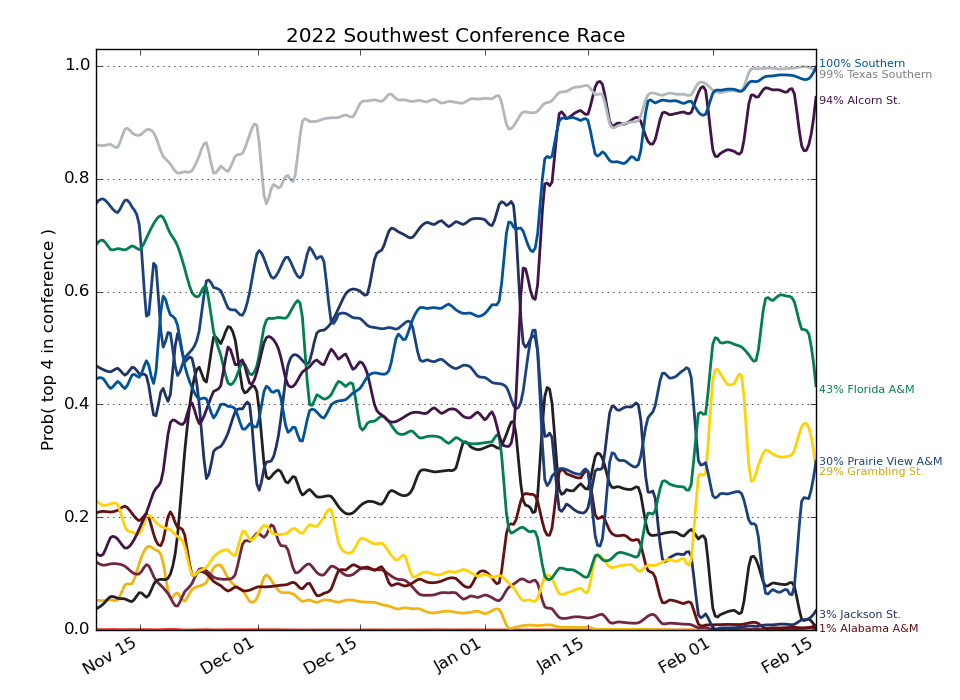 2022 Southwest Conference Race
Prob( top 4 in conference )
1.0
0.8
0.6
0.4
0.2
0.0
Nov 15
Dec 01
Dec 15
Jan 01
Jan 15
Feb 01
Feb 15
100% Southern
99% Texas Southern
94% Alcorn St.
43% Florida A&M
30% Prairie View A&M
29% Grambling St.
3% Jackson St.
1% Alabama A&M